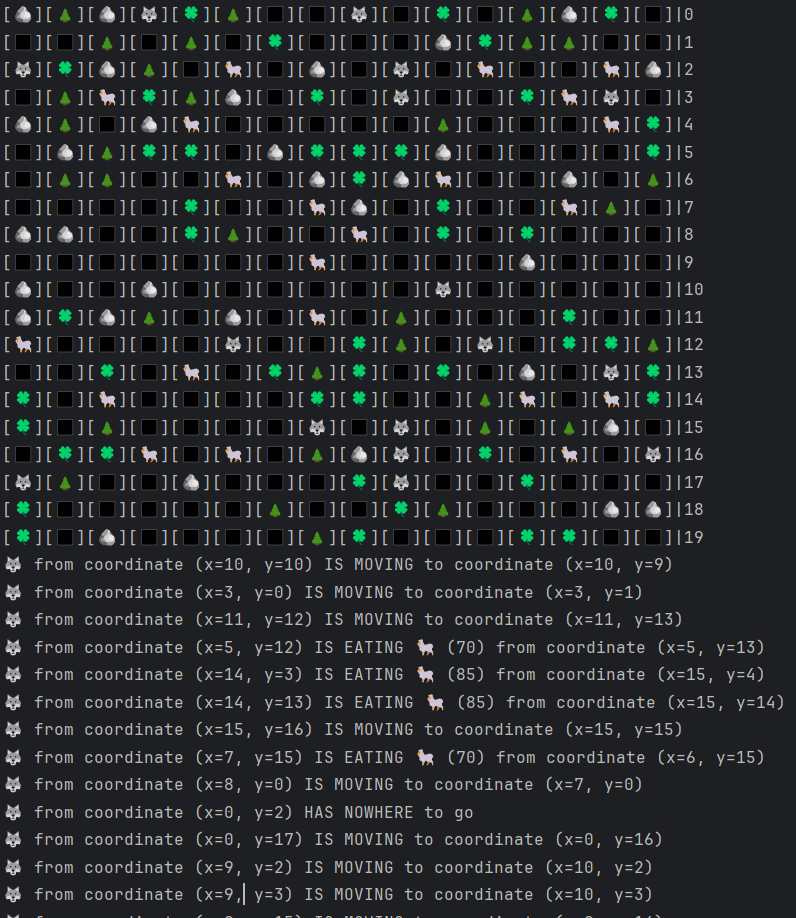 [🪨][🌲][🪨][🐺][🍀][🌲][⬛][⬛][🐺][⬛][🍀][⬛][🌲][🪨][🍀][⬛]|0
[⬛][⬛][🌲][⬛][🌲][⬛][🍀][⬛][⬛][⬛][🪨][🍀][🌲][🌲][⬛][⬛]|1
[🐺][🍀][🪨][🌲][⬛][🐐][⬛][🪨][⬛][🐺][⬛][🐐][⬛][⬛][🐐][🪨]|2
[⬛][🌲][🐐][🍀][🌲][🪨][⬛][🍀][⬛][🐺][⬛][⬛][🍀][🐐][🐺][⬛]|3
[🪨][🌲][⬛][🪨][🐐][⬛][⬛][⬛][⬛][⬛][🌲][⬛][⬛][⬛][🐐][🍀]|4
[⬛][🪨][🌲][🍀][🍀][⬛][🪨][🍀][🍀][🍀][🪨][⬛][⬛][⬛][⬛][🍀]|5
[⬛][🌲][🌲][⬛][⬛][🐐][⬛][🪨][🍀][🪨][🐐][⬛][⬛][🪨][⬛][🌲]|6
[⬛][⬛][⬛][⬛][🍀][⬛][⬛][🐐][🪨][⬛][🍀][⬛][⬛][🐐][🌲][⬛]|7
[🪨][🪨][⬛][⬛][🍀][🌲][⬛][⬛][🐐][⬛][🍀][⬛][🍀][⬛][⬛][⬛]|8
[⬛][⬛][⬛][⬛][⬛][⬛][⬛][🐐][⬛][⬛][⬛][⬛][🪨][⬛][⬛][⬛]|9
[🪨][⬛][⬛][🪨][⬛][⬛][⬛][⬛][⬛][⬛][🐺][⬛][⬛][⬛][⬛][⬛]|10
[🪨][🍀][🪨][🌲][⬛][🪨][⬛][🐐][⬛][🌲][⬛][⬛][⬛][🍀][⬛][⬛]|11
[🐐][⬛][⬛][⬛][⬛][🐺][⬛][⬛][🍀][🌲][⬛][🐺][⬛][🍀][🍀][🌲]|12
[⬛][⬛][🍀][⬛][🐐][⬛][🍀][🌲][🍀][⬛][🍀][⬛][🪨][⬛][🐺][🍀]|13
[🍀][⬛][🐐][⬛][⬛][⬛][⬛][🍀][🍀][⬛][⬛][🌲][🐐][⬛][🐐][🍀]|14
[🍀][⬛][🌲][⬛][⬛][⬛][⬛][🐺][⬛][🐺][⬛][🌲][⬛][🌲][🪨][⬛]|15
[⬛][🍀][🍀][🐐][⬛][🐐][⬛][🌲][🪨][🐺][⬛][🍀][⬛][🐐][⬛][🐺]|16
[🐺][🌲][⬛][⬛][🪨][⬛][⬛][⬛][🍀][🐺][⬛][⬛][🍀][⬛][⬛][⬛]|17
[🍀][⬛][⬛][⬛][⬛][⬛][🌲][⬛][⬛][🍀][🌲][⬛][⬛][⬛][🪨][🪨]|18
[🍀][⬛][🪨][⬛][⬛][⬛][⬛][🌲][🍀][⬛][⬛][⬛][🍀][🍀][⬛][⬛]|19
🐺 from coordinate (x=10, y=10) IS MOVING to coordinate (x=10, y=9)
🐺 from coordinate (x=3, y=0) IS MOVING to coordinate (x=3, y=1)
🐺 from coordinate (x=11, y=12) IS MOVING to coordinate (x=11, y=13)
🐺 from coordinate (x=5, y=12) IS EATING 🐐 (70) from coordinate (x=5, y=13)
🐺 from coordinate (x=14, y=3) IS EATING 🐐 (85) from coordinate (x=15, y=4)
🐺 from coordinate (x=14, y=13) IS EATING 🐐 (85) from coordinate (x=15, y=14)
🐺 from coordinate (x=15, y=16) IS MOVING to coordinate (x=15, y=15)
🐺 from coordinate (x=7, y=15) IS EATING 🐐 (70) from coordinate (x=6, y=15)
🐺 from coordinate (x=8, y=0) IS MOVING to coordinate (x=7, y=0)
🐺 from coordinate (x=0, y=2) HAS NOWHERE to go
🐺 from coordinate (x=0, y=17) IS MOVING to coordinate (x=0, y=16)
🐺 from coordinate (x=9, y=2) IS MOVING to coordinate (x=10, y=2)
🐺 from coordinate (x=9, y=3) IS MOVING to coordinate (x=10, y=3)